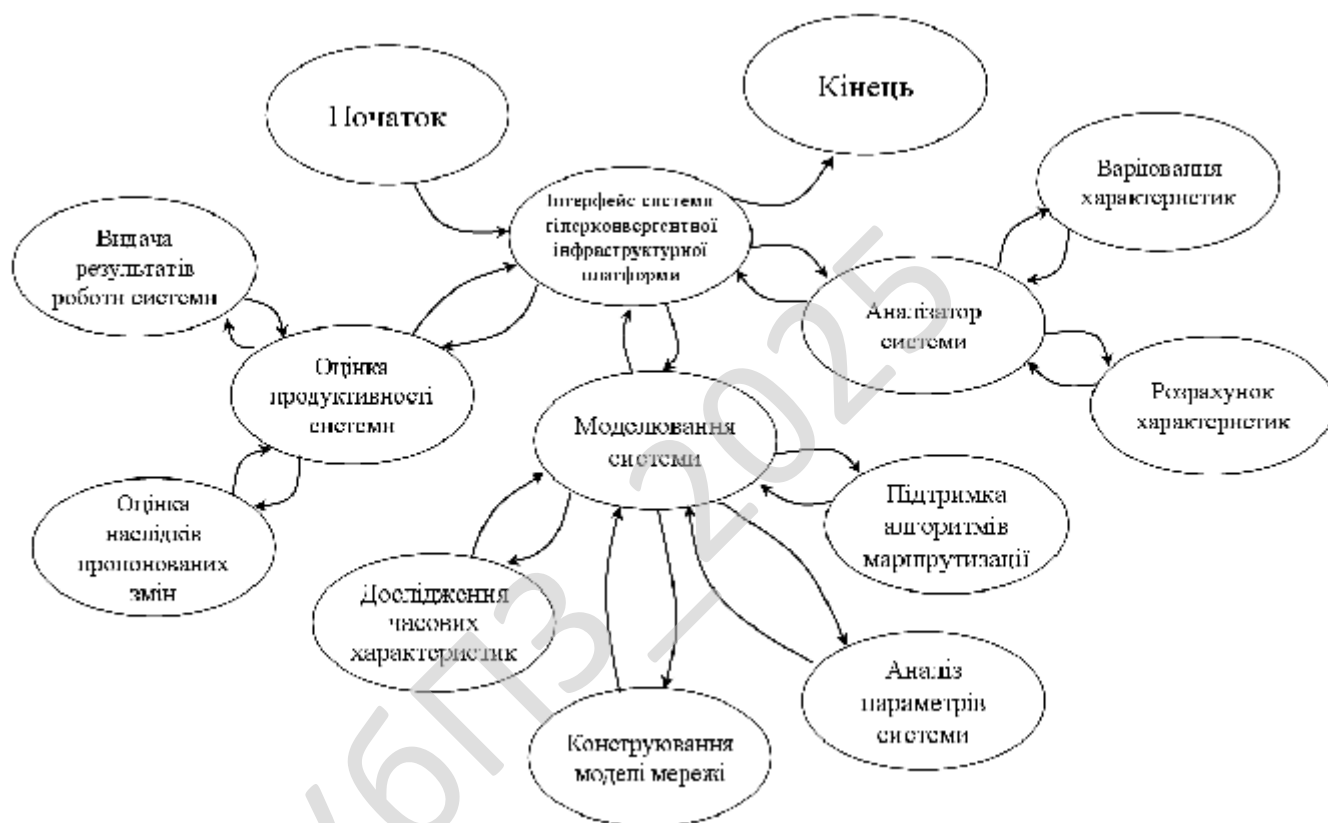 Початок
Кінець
Інтерфейс системи
гіперконвергентної
інфраструктурної
платформи
Варіювання
характеристик
Видача
результатів
роботи системи
Аналізатор
системи
Оцінка
продуктивності
системи
Розрахунок
характеристик
Моделювання
системи
Підтримка
алгоритмів
маршрутизації
Оцінка
наслідків
пропонованих
змін
Дослідження
часових
характеристик
Аналіз
параметрів
системи
Конструювання
моделі мережі
6ПЗ_2025